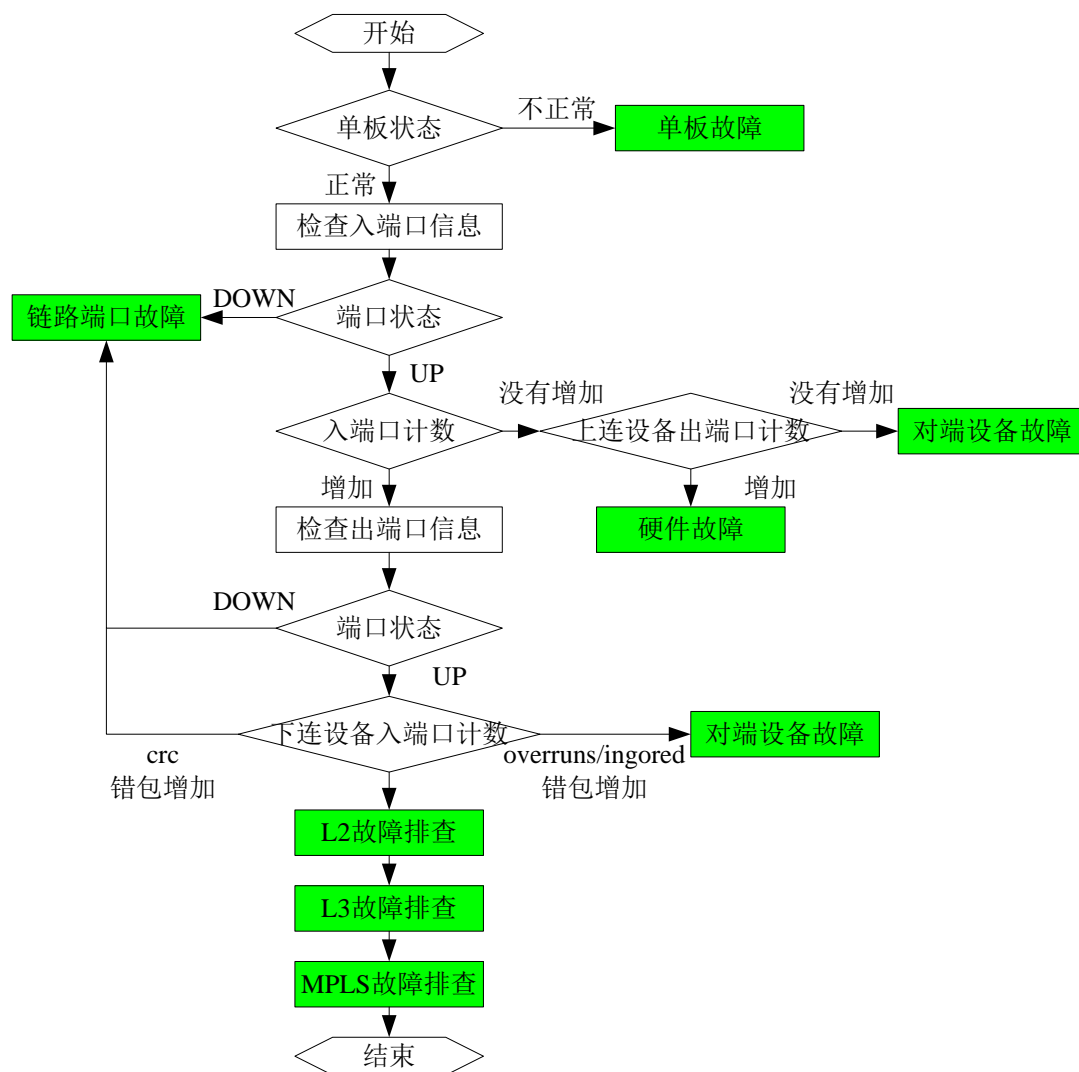 开始
不正常
单板状态
单板故障
正常
检查入端口信息
DOWN
链路端口故障
端口状态
UP
没有增加
没有增加
入端口计数
上连设备出端口计数
对端设备故障
增加
增加
检查出端口信息
硬件故障
DOWN
端口状态
UP
下连设备入端口计数
对端设备故障
crc
错包增加
overruns/ingored
错包增加
L2故障排查
L3故障排查
MPLS故障排查
结束